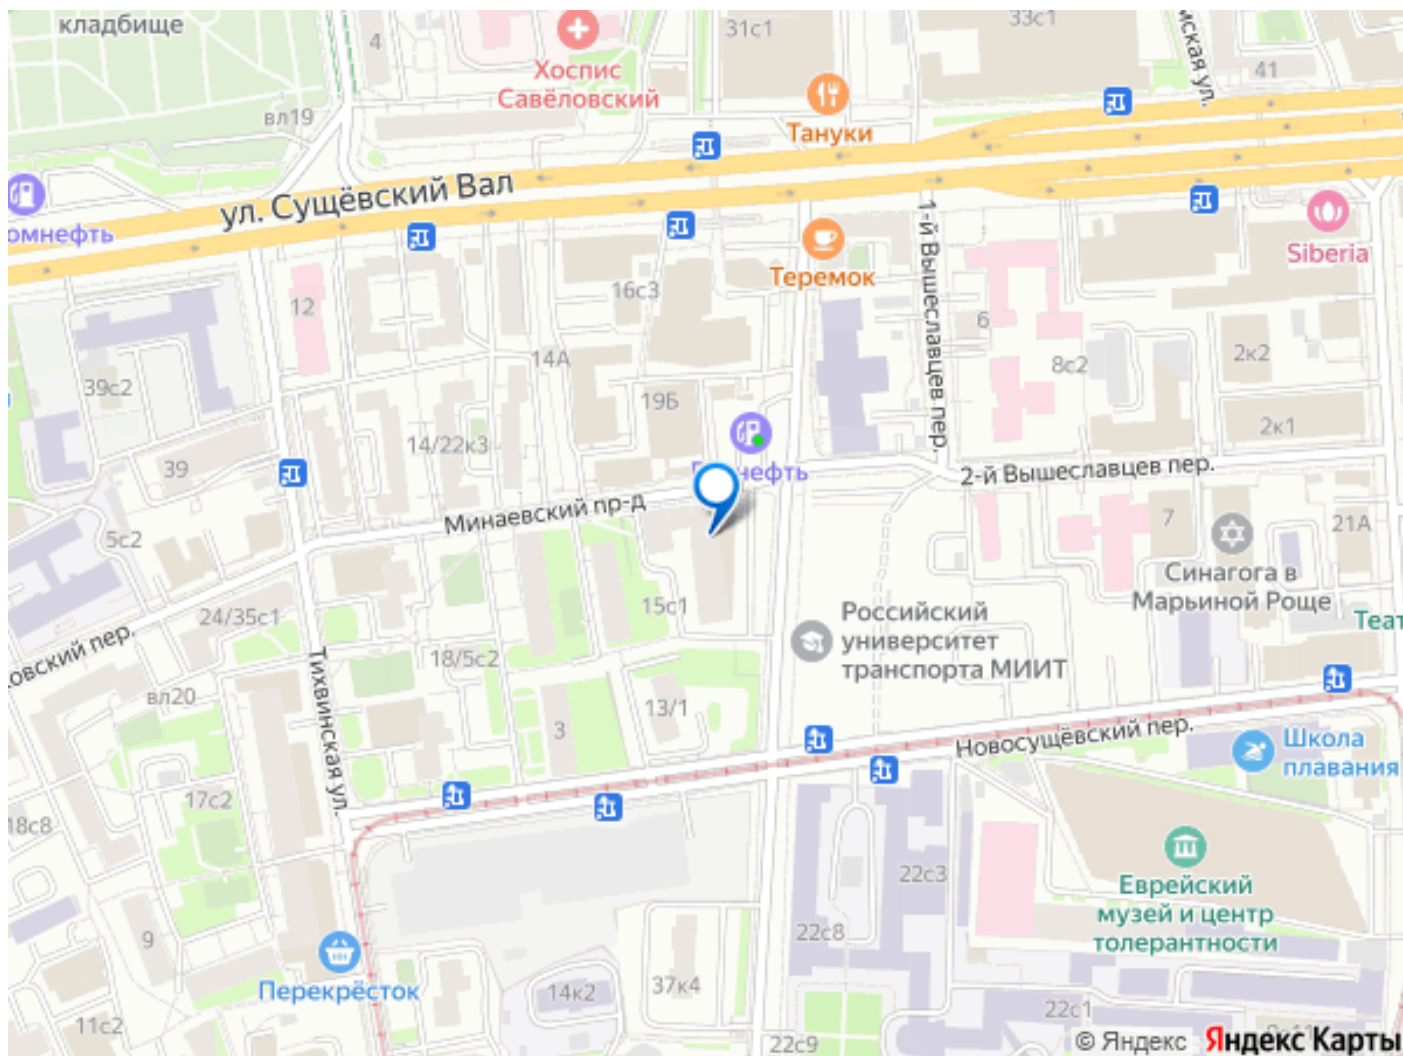 кладбище
4
31с1
33с1
мская ул.
41
Хоспис
Савёловский
Тануки
вл19
ул. Сущёвский Вал
омнефть
Теремок
1-й Вышеславцев пер.
Siberia
12
16с3
6
14А
8с2
2к2
39с2
19Б
14/22к3
2к1
39
нефть
2-й Вышеславцев пер.
Минаевский пр-д
5с2
7
21А
Синагога в
Марьиной Роще
24/35с1
15с1
Российский
университет
транспорта МИИТ
Теат
овский пер.
18/5с2
вл20
Тихвинская ул.
13/1
3
Новосущёвский пер.
Школа
плавания
17с2
18с8
22с3
Еврейский
музей и центр
толерантности
9
22с8
Перекрёсток
14к2
37к4
11с2
22с1
22с9
© Яндекс Яндекс Карты